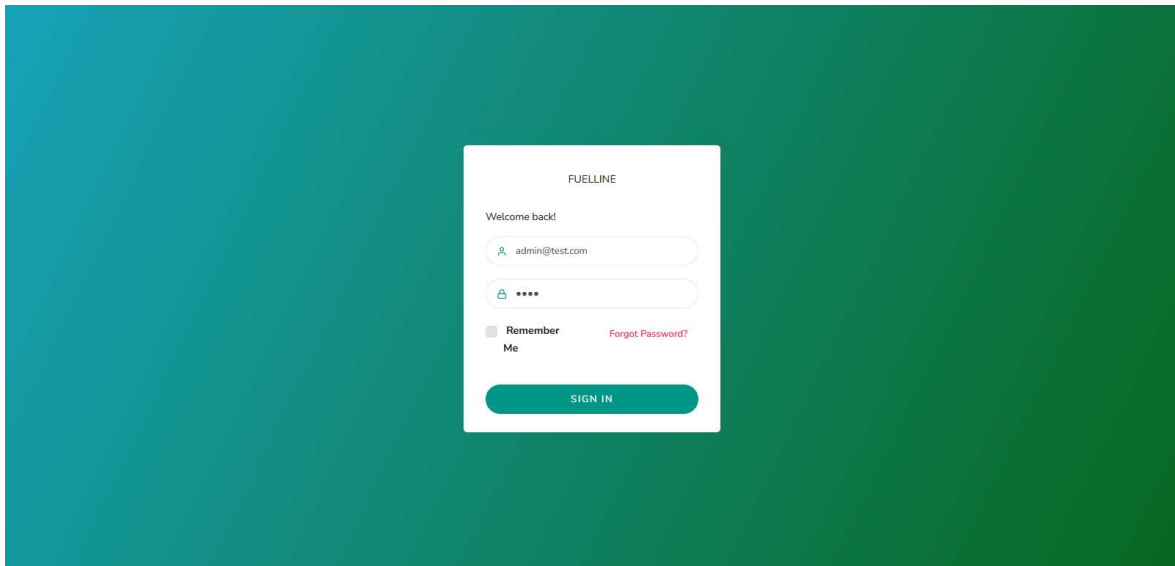 FUELLINE
Welcome back!
admin@test.com
••••
Remember
Me
Forgot Password?
SIGN IN